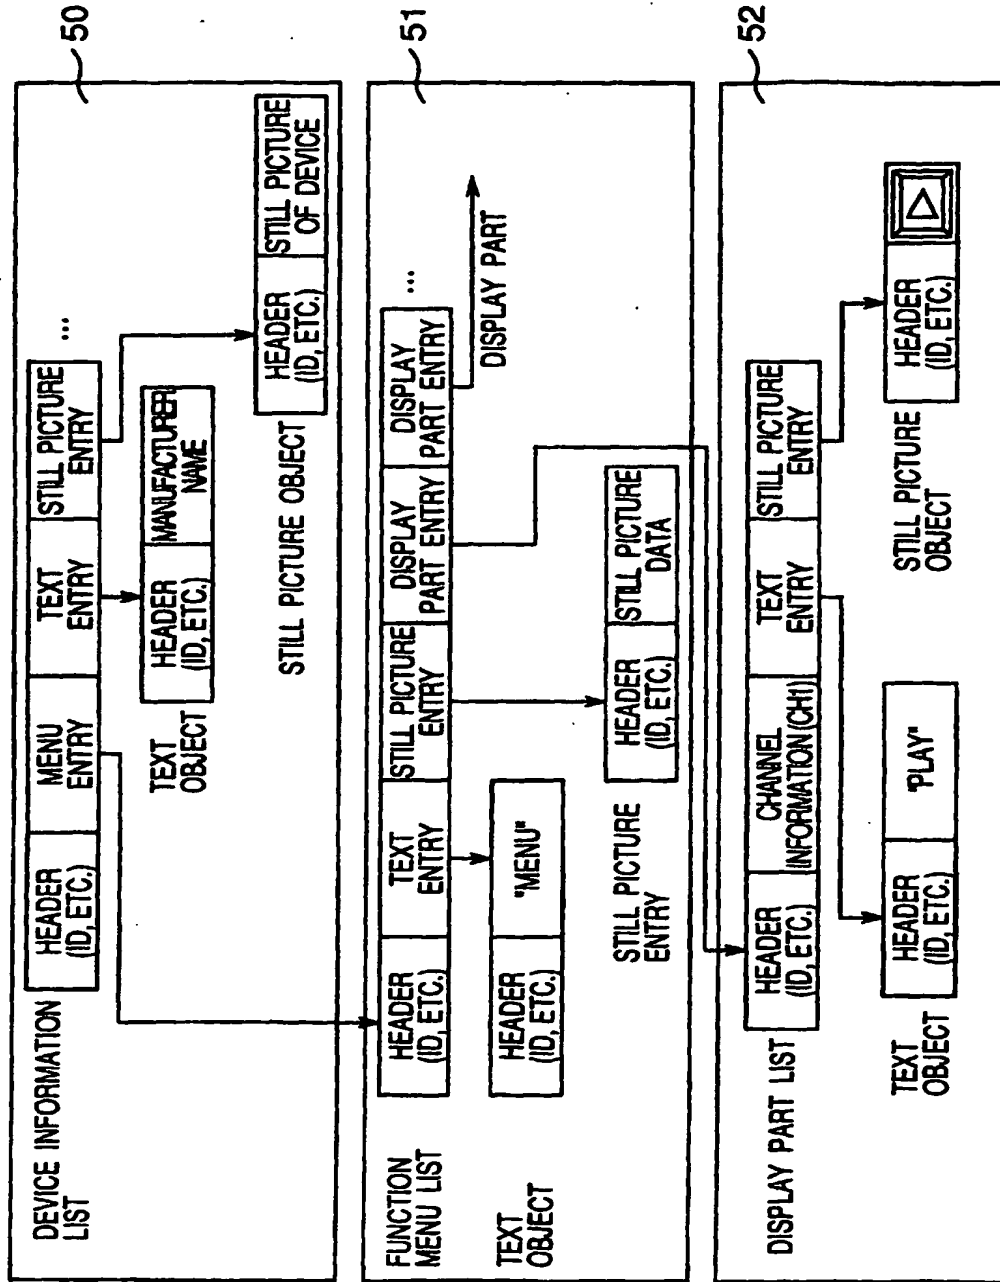 50
DEVICE INFORMATION
LIST
HEADER
(ID, ETC.)
MENU
ENTRY
TEXT
ENTRY
STILL PICTURE
ENTRY
...
TEXT
OBJECT
HEADER
(ID, ETC.)
MANUFACTURER
NAME
STILL PICTURE OBJECT
HEADER
(ID, ETC.)
STILL PICTURE
OF DEVICE
51
FUNCTION
MENU LIST
HEADER
(ID, ETC.)
TEXT
ENTRY
STILL PICTURE
ENTRY
DISPLAY
PART ENTRY
DISPLAY
PART ENTRY
...
DISPLAY PART
TEXT
OBJECT
HEADER
(ID, ETC.)
"MENU"
STILL PICTURE
ENTRY
HEADER
(ID, ETC.)
STILL PICTURE
DATA
52
DISPLAY PART LIST
HEADER
(ID, ETC.)
CHANNEL
INFORMATION (CH1)
TEXT
ENTRY
STILL PICTURE
ENTRY
TEXT
OBJECT
HEADER
(ID, ETC.)
"PLAY"
STILL PICTURE
OBJECT
HEADER
(ID, ETC.)